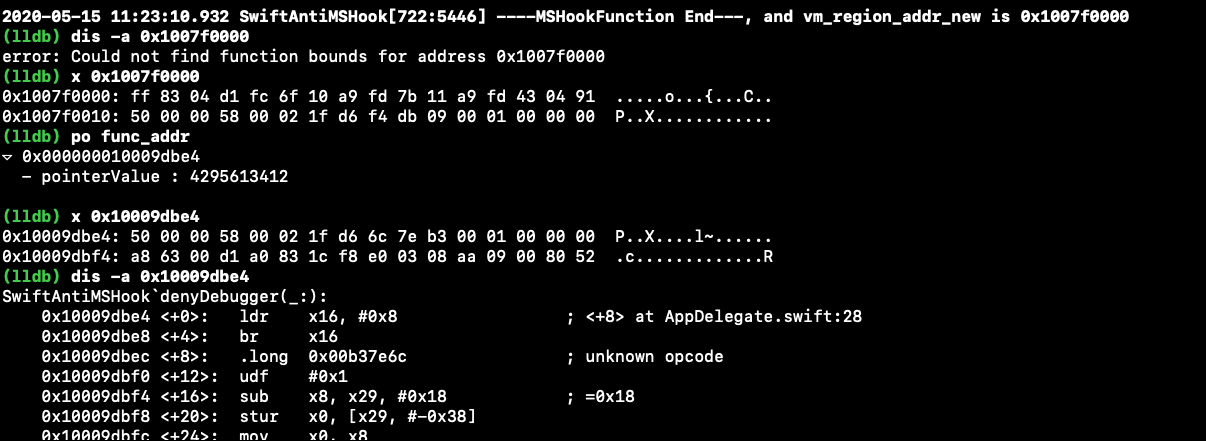 2020-05-15 11:23:10.932 SwiftAntiMSHook[722:5446] ----MSHookFunction End---, and vm_region_addr_new is 0x1007f0000
(lldb) dis -a 0x1007f0000
error: Could not find function bounds for address 0x1007f0000
(lldb) x 0x1007f0000
0x1007f0000: ff 83 04 d1 fc 6f 10 a9 fd 7b 11 a9 fd 43 04 91  .....o...{...C..
0x1007f0010: 50 00 00 58 00 02 1f d6 f4 db 09 00 01 00 00 00  P..X............
(lldb) po func_addr
▿ 0x000000010009dbe4
  - pointerValue : 4295613412
(lldb) x 0x10009dbe4
0x10009dbe4: 50 00 00 58 00 02 1f d6 6c 7e b3 00 01 00 00 00  P..X....l~......
0x10009dbf4: a8 63 00 d1 a0 83 1c f8 e0 03 08 aa 09 00 80 52  .c.............R
(lldb) dis -a 0x10009dbe4
SwiftAntiMSHook`denyDebugger(_:):
    0x10009dbe4 <+0>:  ldr    x16, #0x8                 ; <+8> at AppDelegate.swift:28
    0x10009dbe8 <+4>:  br     x16
    0x10009dbec <+8>:  .long  0x00b37e6c                ; unknown opcode
    0x10009dbf0 <+12>: udf    #0x1
    0x10009dbf4 <+16>: sub    x8, x29, #0x18            ; =0x18
    0x10009dbf8 <+20>: stur   x0, [x29, #-0x38]
    0x10009dbfc <+24>: mov    x0, x8